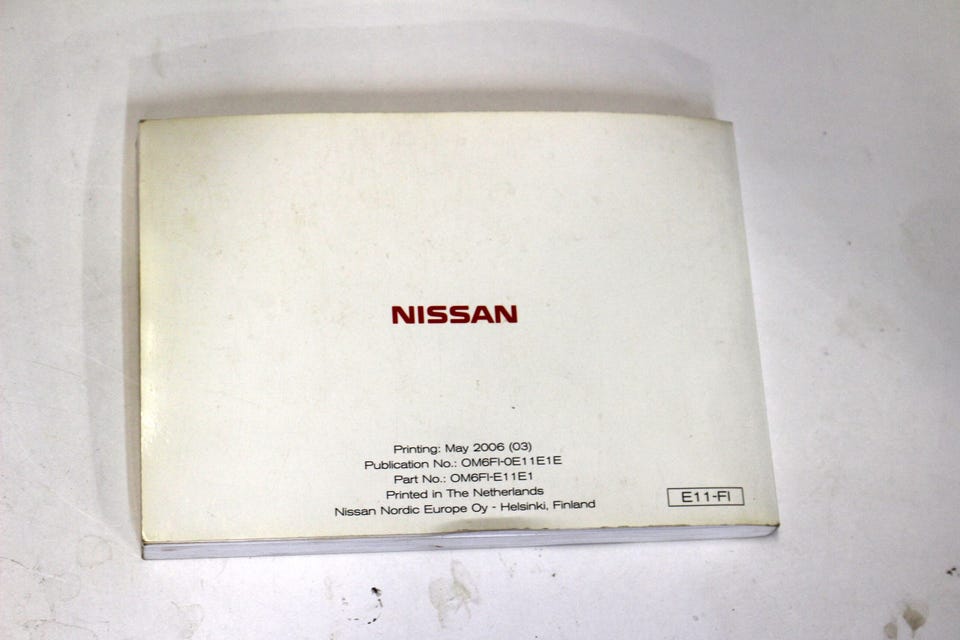 NISSAN
Printing: May 2006 (03)
Publication No.: OM6FI-0E11E1E
Part No.: OM6FI-E11E1
Printed in The Netherlands
Nissan Nordic Europe Oy - Helsinki, Finland
E11-FI